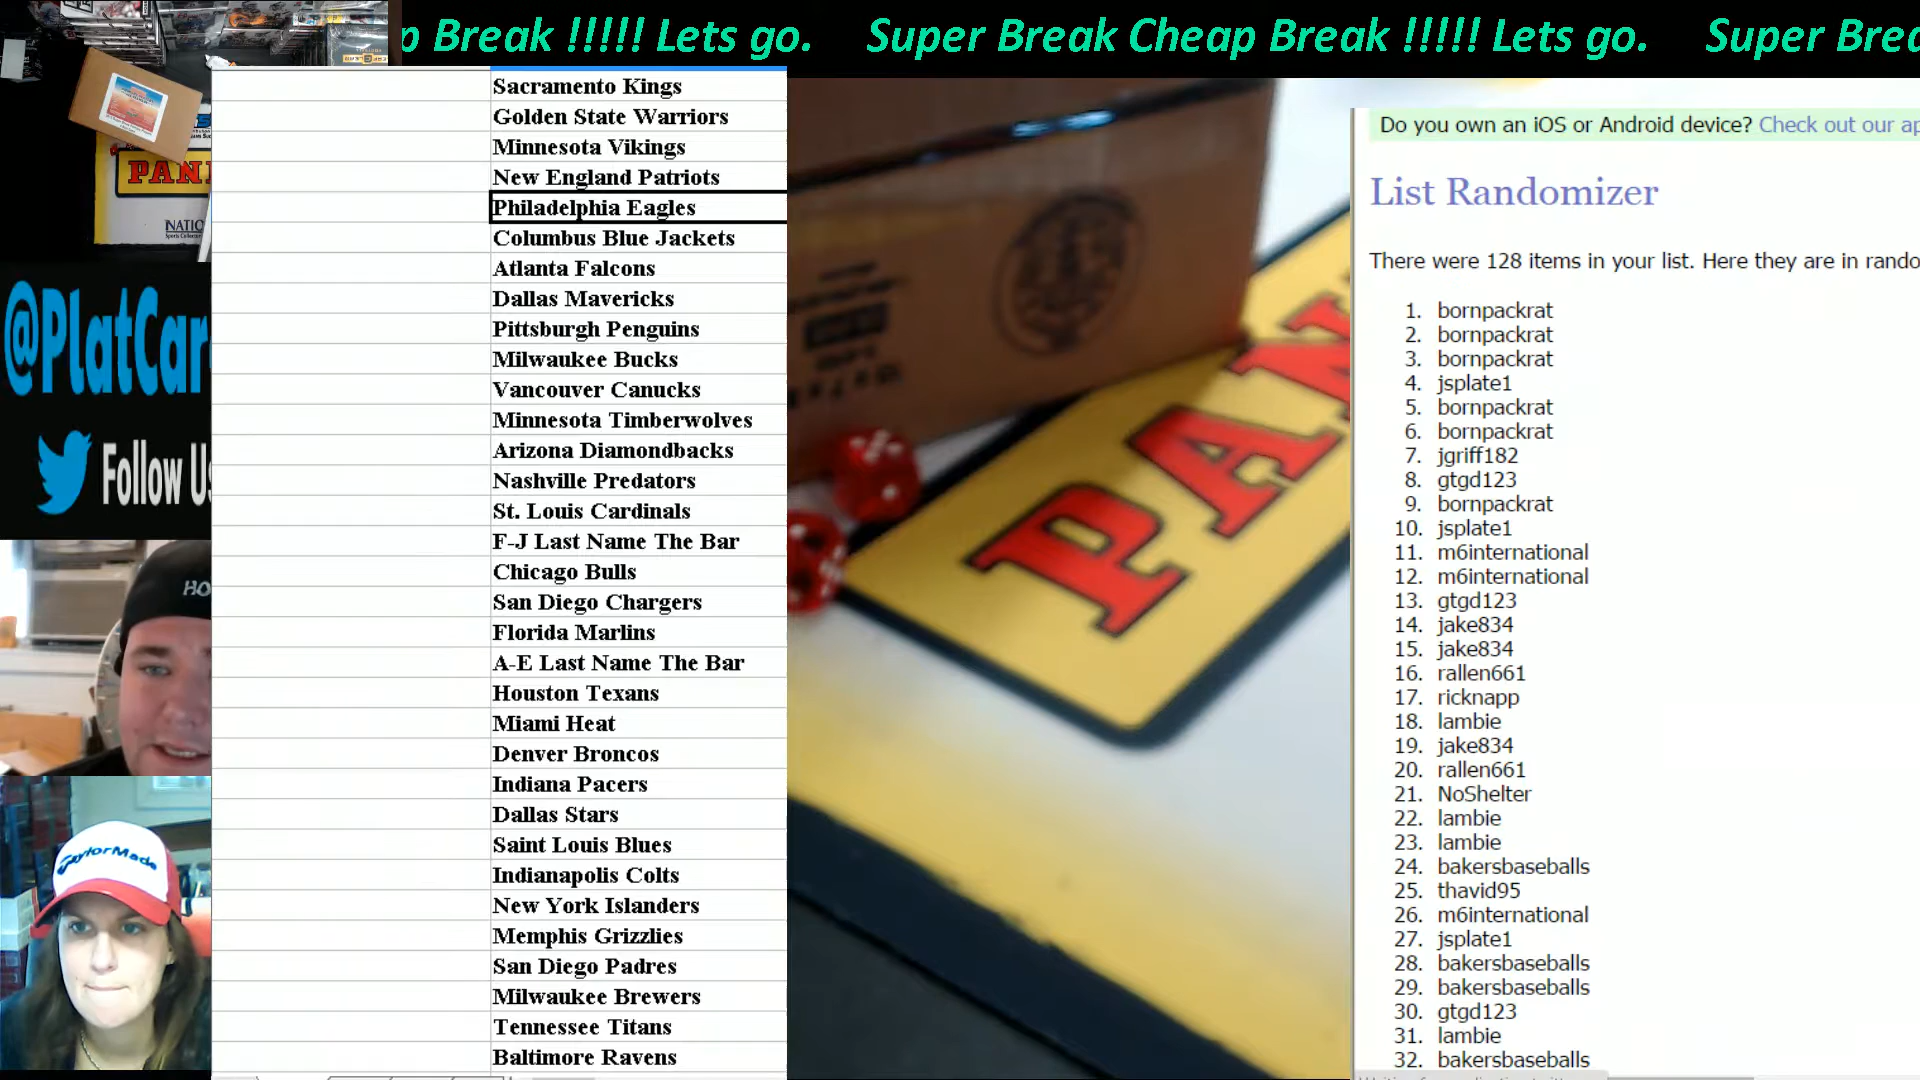 p Break !!!!! Lets go. Super Break Cheap Break !!!!! Lets go. Super Brea
Sacramento Kings
Golden State Warriors
Minnesota Vikings
New England Patriots
Philadelphia Eagles
Columbus Blue Jackets
Atlanta Falcons
Dallas Mavericks
Pittsburgh Penguins
Milwaukee Bucks
Vancouver Canucks
Minnesota Timberwolves
Arizona Diamondbacks
Nashville Predators
St. Louis Cardinals
F-J Last Name The Bar
Chicago Bulls
San Diego Chargers
Florida Marlins
A-E Last Name The Bar
Houston Texans
Miami Heat
Denver Broncos
Indiana Pacers
Dallas Stars
Saint Louis Blues
Indianapolis Colts
New York Islanders
Memphis Grizzlies
San Diego Padres
Milwaukee Brewers
Tennessee Titans
Baltimore Ravens
PANI
NATIO
@PlatCar
Follow Us
HO
TaylorMade
PAN
Do you own an iOS or Android device? Check out our ap
List Randomizer
There were 128 items in your list. Here they are in rando
1. bornpackrat
2. bornpackrat
3. bornpackrat
4. jsplate1
5. bornpackrat
6. bornpackrat
7. jgriff182
8. gtgd123
9. bornpackrat
10. jsplate1
11. m6international
12. m6international
13. gtgd123
14. jake834
15. jake834
16. rallen661
17. ricknapp
18. lambie
19. jake834
20. rallen661
21. NoShelter
22. lambie
23. lambie
24. bakersbaseballs
25. thavid95
26. m6international
27. jsplate1
28. bakersbaseballs
29. bakersbaseballs
30. gtgd123
31. lambie
32. bakersbaseballs